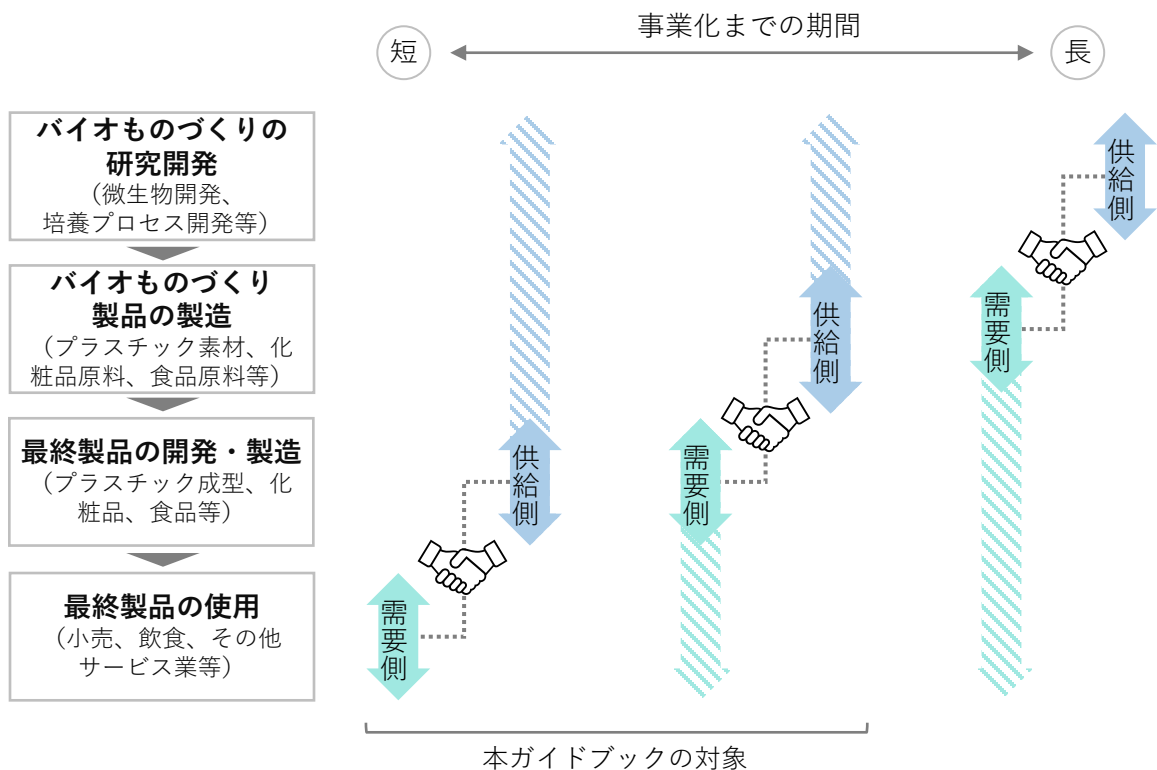 事業化までの期間
短
長
バイオものづくりの
研究開発
（微生物開発、
培養プロセス開発等）
バイオものづくり
製品の製造
（プラスチック素材、化
粧品原料、食品原料等）
最終製品の開発・製造
（プラスチック成型、化
粧品、食品等）
最終製品の使用
（小売、飲食、その他
サービス業等）
需要側
供給側
需要側
供給側
需要側
供給側
本ガイドブックの対象